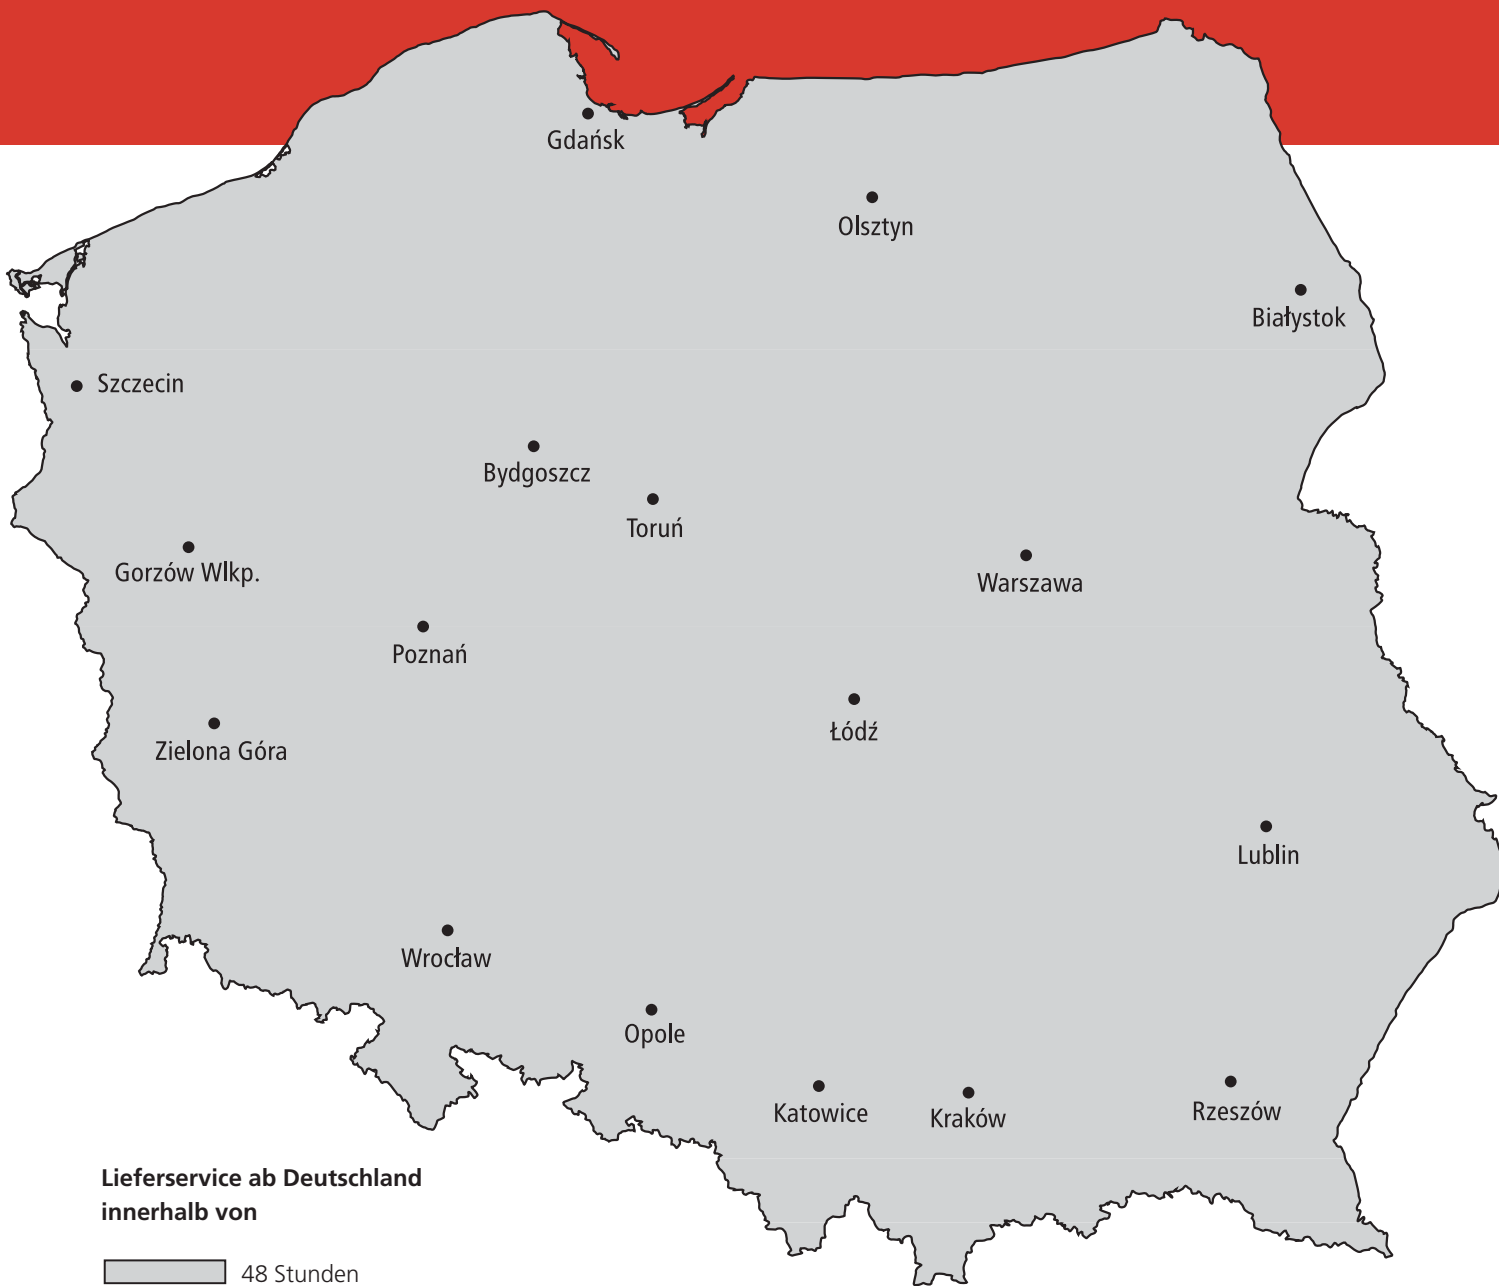 Gdańsk
Olsztyn
Białystok
Szczecin
Bydgoszcz
Toruń
Gorzów Wlkp.
Warszawa
Poznań
Łódź
Zielona Góra
Lublin
Wrocław
Opole
Katowice
Kraków
Rzeszów
Lieferservice ab Deutschland
innerhalb von
48 Stunden